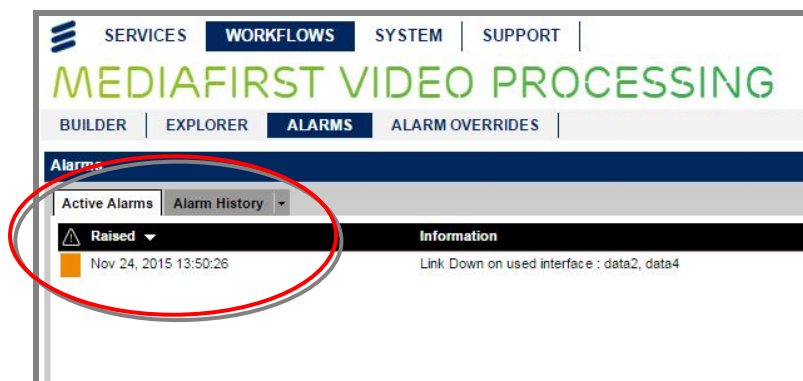 SERVICES WORKFLOWS SYSTEM SUPPORT
MEDIAFIRST VIDEO PROCESSING
BUILDER EXPLORER ALARMS ALARM OVERRIDES
Alarms
Active Alarms Alarm History
Raised Information
Nov 24, 2015 13:50:26 Link Down on used interface : data2, data4